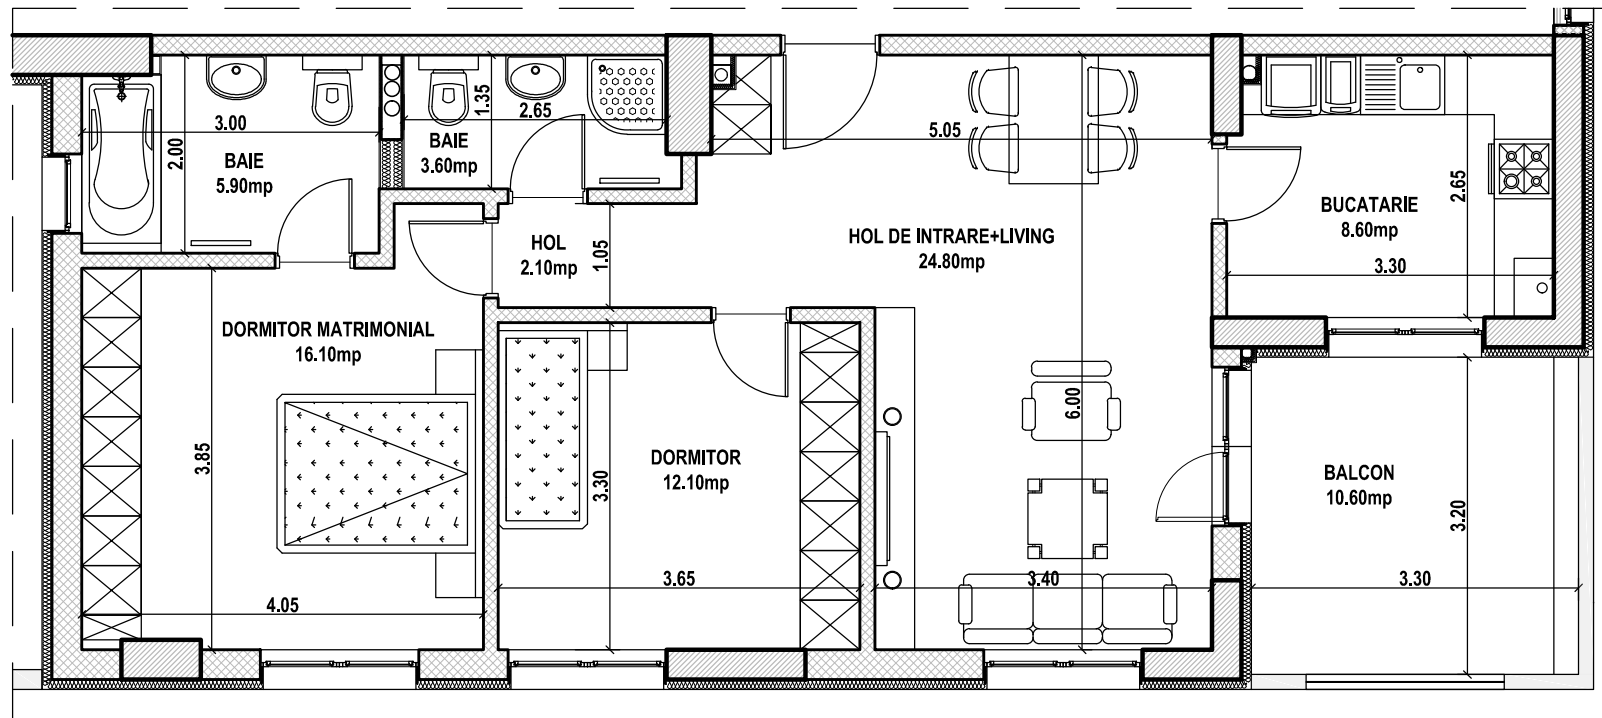 3.00
2.00
BAIE
5.90mp
1.35
2.65
BAIE
3.60mp
5.05
2.65
BUCATARIE
8.60mp
3.30
HOL
2.10mp
1.05
HOL DE INTRARE+LIVING
24.80mp
DORMITOR MATRIMONIAL
16.10mp
3.85
4.05
DORMITOR
12.10mp
3.30
3.65
6.00
3.40
BALCON
10.60mp
3.20
3.30